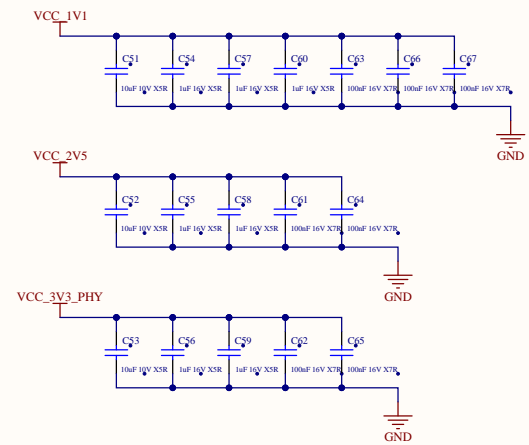 VCC_1V1
C51 C54 C57 C60 C63 C66 C67
10uF 10V X5R 1uF 16V X5R 1uF 16V X5R 1uF 16V X5R 100nF 16V X7R 100nF 16V X7R 100nF 16V X7R
GND
VCC_2V5
C52 C55 C58 C61 C64
10uF 10V X5R 1uF 16V X5R 1uF 16V X5R 100nF 16V X7R 100nF 16V X7R
GND
VCC_3V3_PHY
C53 C56 C59 C62 C65
10uF 10V X5R 1uF 16V X5R 1uF 16V X5R 100nF 16V X7R 100nF 16V X7R
GND